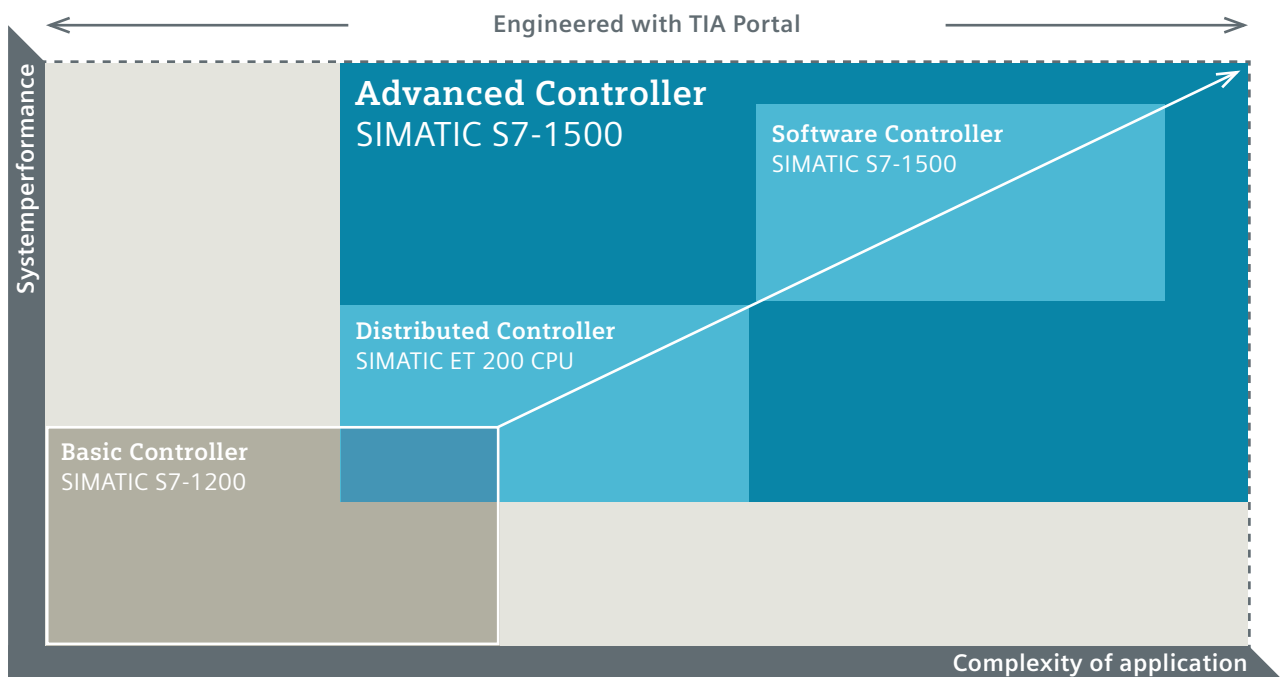 Engineered with TIA Portal
Systemperformance
Advanced Controller
SIMATIC S7-1500
Software Controller
SIMATIC S7-1500
Distributed Controller
SIMATIC ET 200 CPU
Basic Controller
SIMATIC S7-1200
Complexity of application